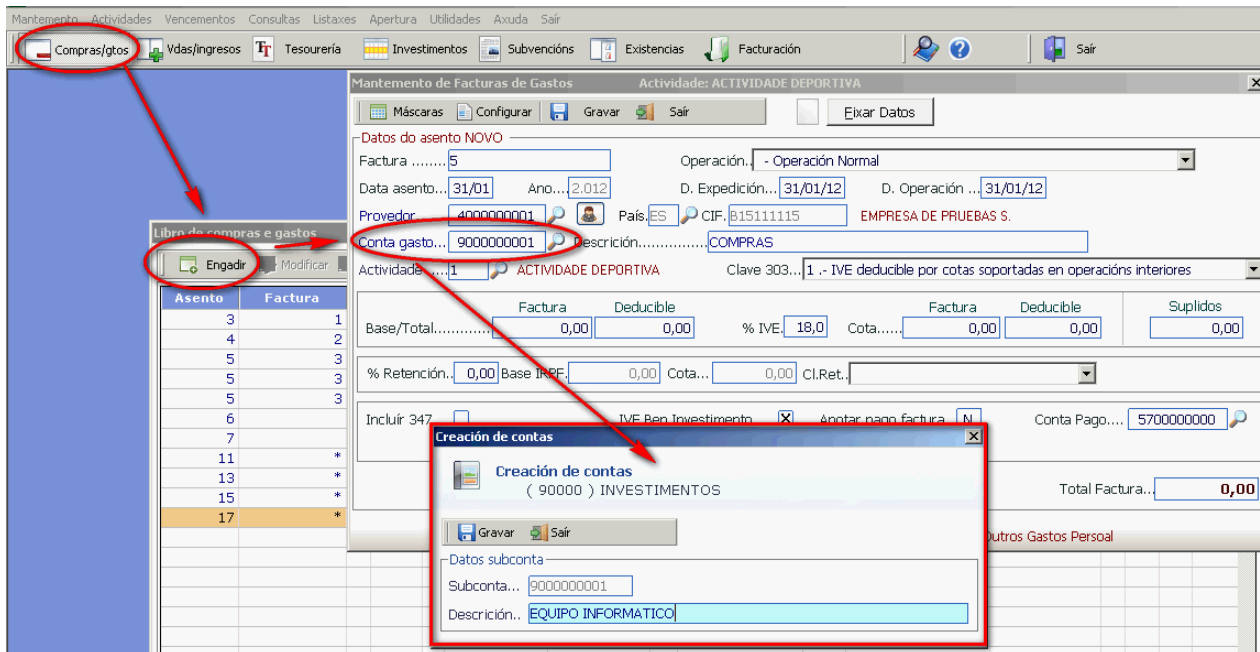 Mantemento Actividades Vencementos Consultas Listaxes Apertura Utilidades Axuda Saír
Compras/gtos Vdas/ingresos Tesourería Investimentos Subvencións Existencias Facturación Saír
Mantemento de Facturas de Gastos Actividade: ACTIVIDADE DEPORTIVA
Máscaras Configurar Gravar Saír Eixar Datos
Datos do asento NOVO
Factura ........ 5 Operación.. - Operación Normal
Data asento... 31/01 Ano.... 2.012 D. Expedición... 31/01/12 D. Operación ... 31/01/12
Provedor... 4000000001 País. ES CIF. B15111115 EMPRESA DE PRUEBAS S.
Conta gasto... 9000000001 Descrición............... COMPRAS
Actividade ....1 ACTIVIDADE DEPORTIVA Clave 303... 1 .- IVE deducible por cotas soportadas en operacións interiores
Factura Deducible Factura Deducible Suplidos
Base/Total............ 0,00 0,00 % IVE. 18,0 Cota...... 0,00 0,00 0,00
% Retención.. 0,00 Base IRPF. 0,00 Cota... 0,00 Cl.Ret..
Incluír 347 IVE Ben Investimento X Anotar pago factura N Conta Pago.... 5700000000
Total Factura.. 0,00
Outros Gastos Persoal
Libro de compras e gastos
Engadir Modificar
Asento Factura
3 1
4 2
5 3
5 3
5 3
6
7
11 *
13 *
15 *
17 *
Creación de contas
Creación de contas
( 90000 ) INVESTIMENTOS
Gravar Saír
Datos subconta
Subconta... 9000000001
Descrición.. EQUIPO INFORMATICO